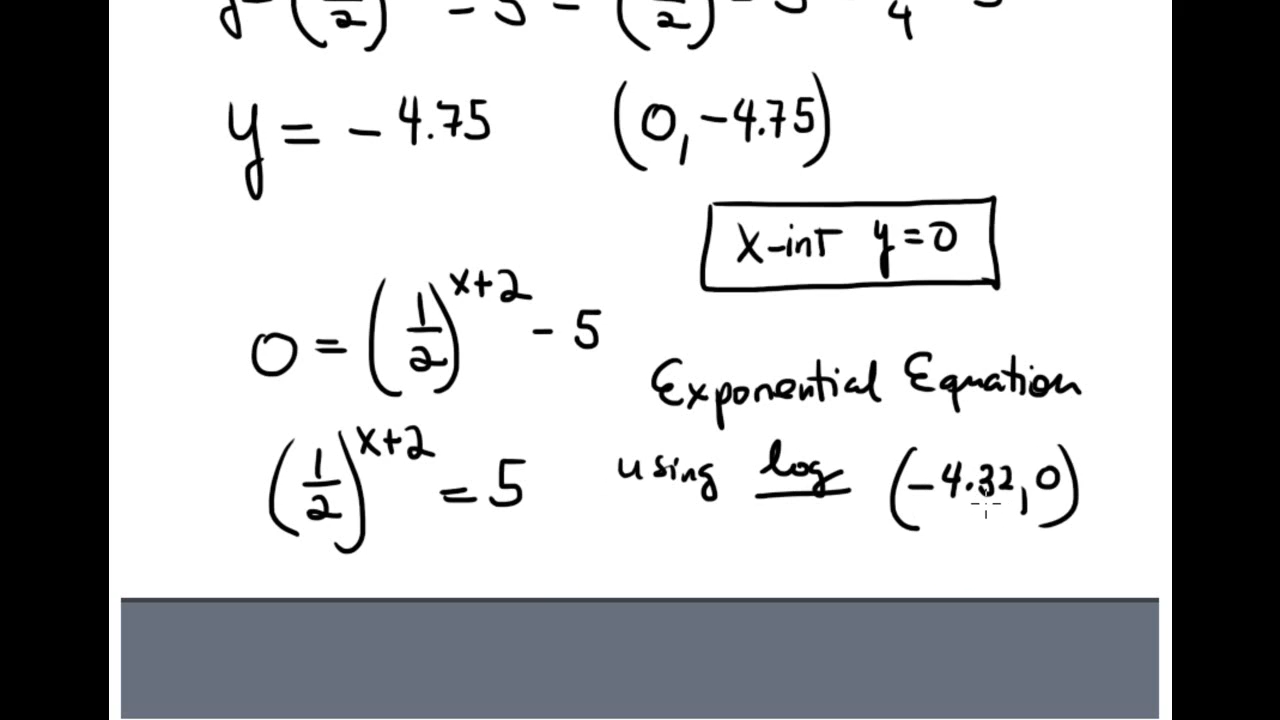 y = -4.75 (0, -4.75)
x-int y=0
0 = (1/2)^{x+2} - 5
Exponential Equation
(1/2)^{x+2} = 5 using log (-4.32, 0)